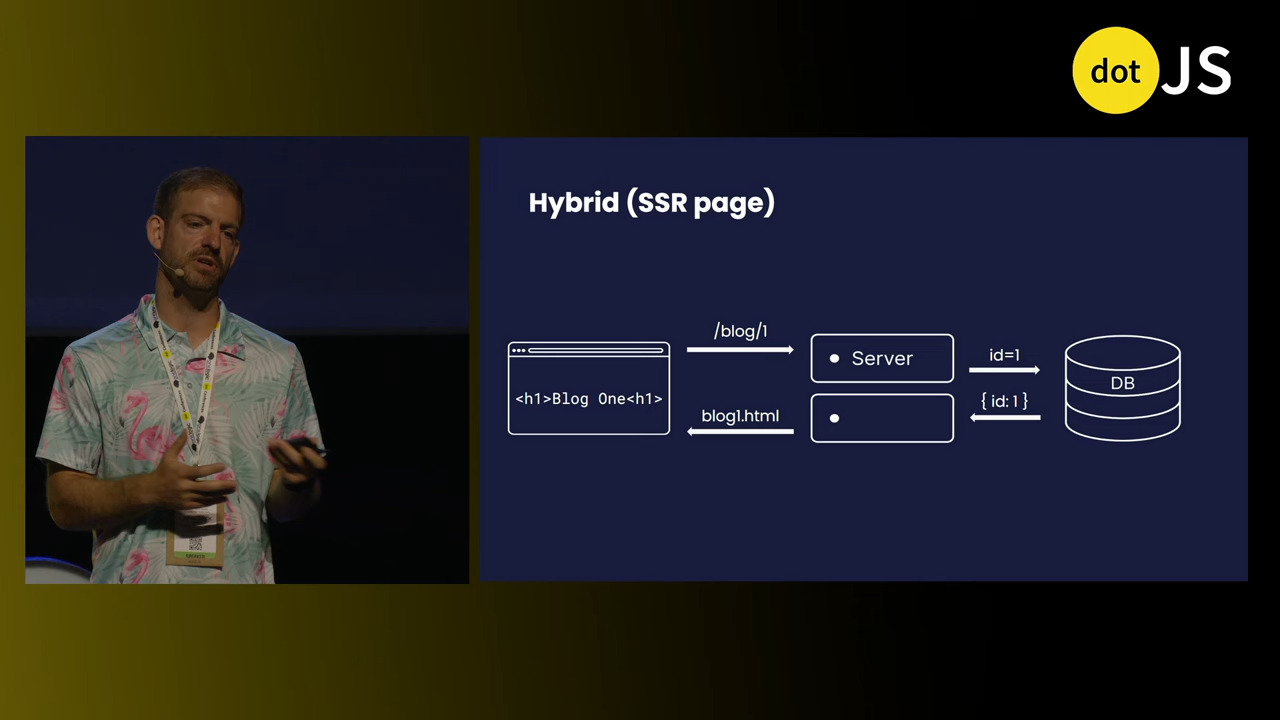 dot JS
Hybrid (SSR page)
/blog/1
Server
id=1
DB
<h1>Blog One<h1>
blog1.html
{ id: 1 }